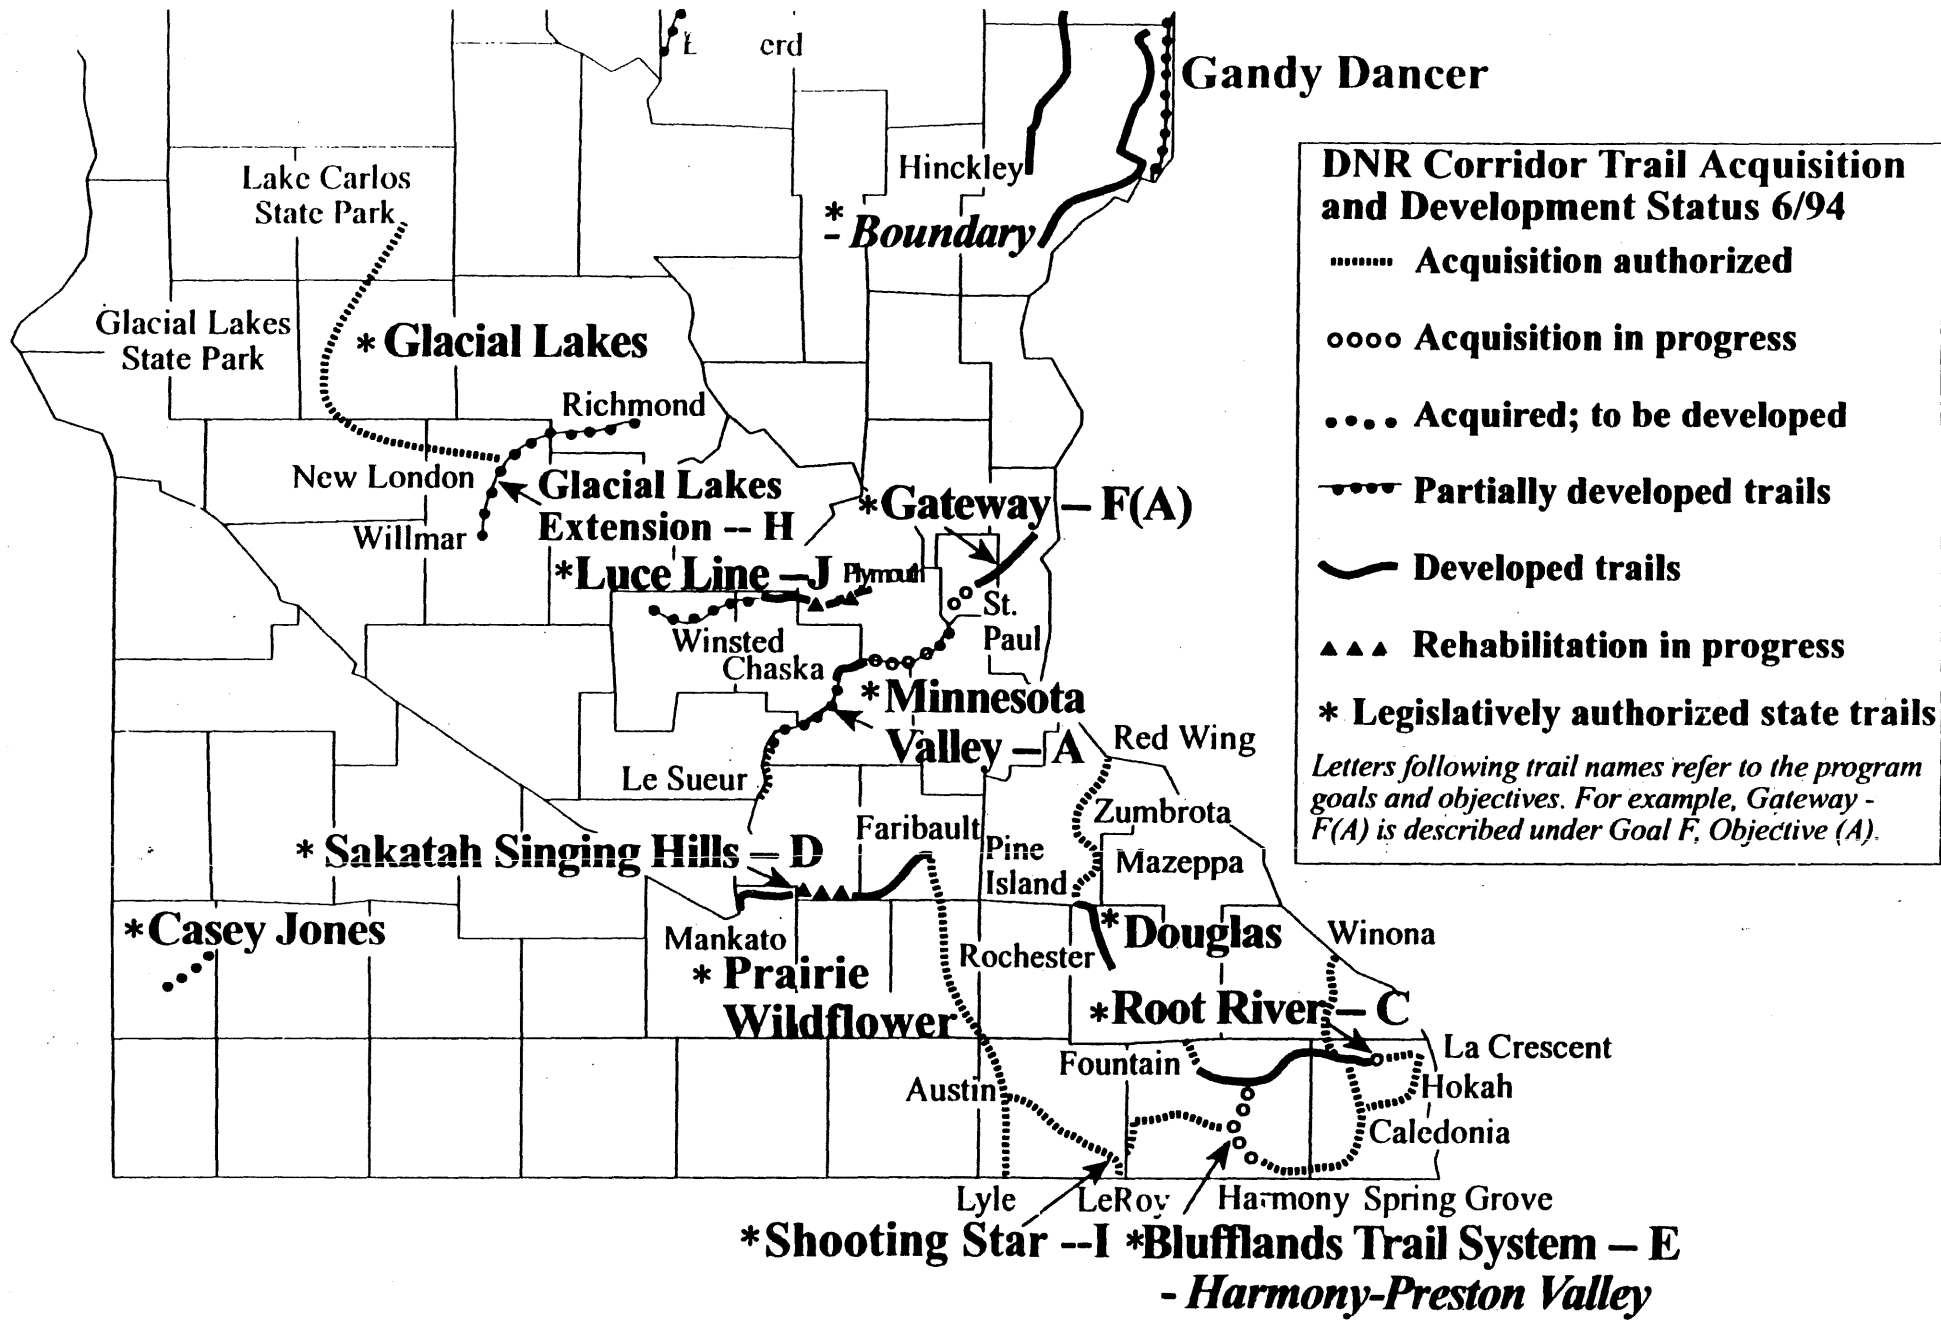 erd
Gandy Dancer
Hinckley
*
- Boundary
Lake Carlos
State Park
Glacial Lakes
State Park
* Glacial Lakes
Richmond
New London
Willmar
Glacial Lakes
Extension -- H
*Gateway – F(A)
*Luce Line –J
Plymouth
St.
Paul
Winsted
Chaska
*Minnesota
Valley – A
Le Sueur
Red Wing
Zumbrota
Mazeppa
Pine
Island
Faribault
* Sakatah Singing Hills – D
*Casey Jones
Mankato
* Prairie
Wildflower
Rochester
*Douglas
Winona
*Root River – C
Fountain
La Crescent
Hokah
Caledonia
Austin
Lyle
LeRoy
Harmony
Spring Grove
*Shooting Star --I
*Blufflands Trail System – E
- Harmony-Preston Valley
DNR Corridor Trail Acquisition
and Development Status 6/94
Acquisition authorized
Acquisition in progress
Acquired; to be developed
Partially developed trails
Developed trails
Rehabilitation in progress
* Legislatively authorized state trails
Letters following trail names refer to the program
goals and objectives. For example, Gateway -
F(A) is described under Goal F, Objective (A).